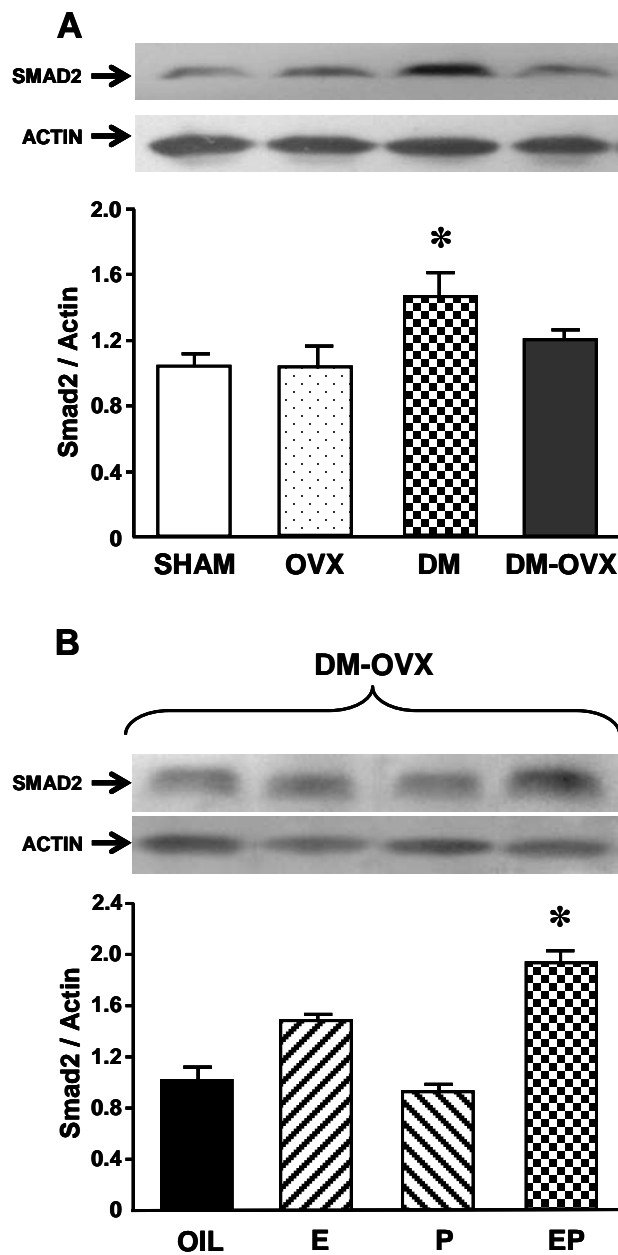 A
SMAD2
ACTIN
2.0
*
1.6
1.2
0.8
0.4
0
Smad2 / Actin
SHAM OVX DM DM-OVX
B
DM-OVX
SMAD2
ACTIN
2.4
*
2.0
1.6
1.2
0.8
0.4
0
Smad2 / Actin
OIL E P EP